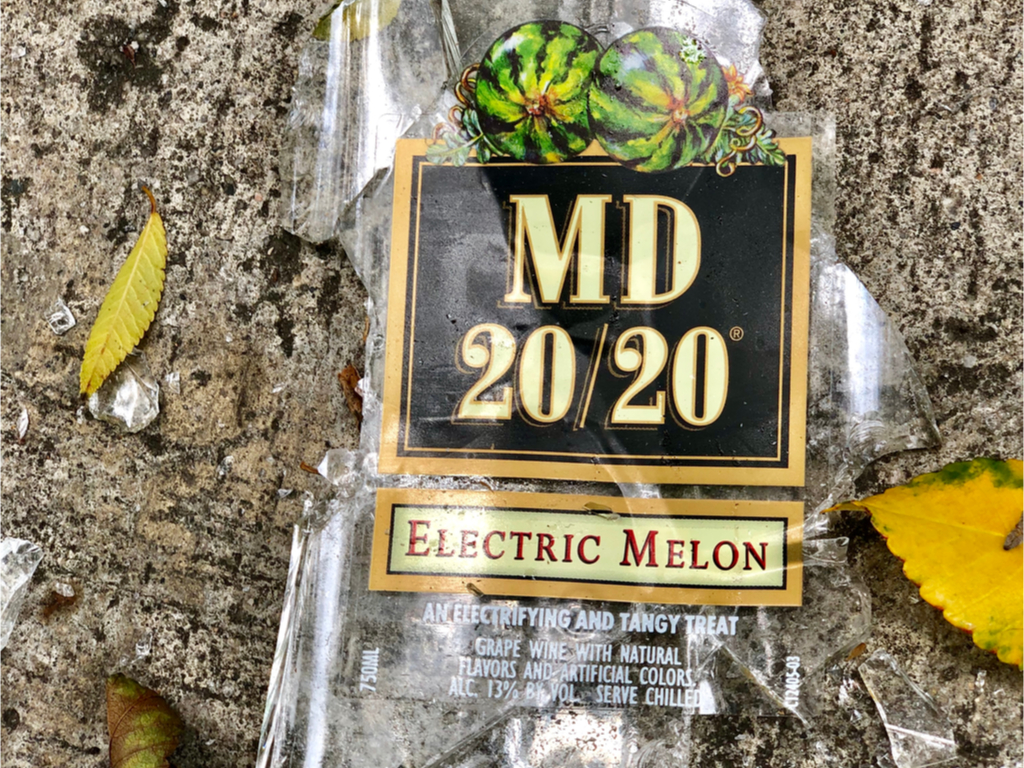 MD
20/20®
ELECTRIC MELON
AN ELECTRIFYING AND TANGY TREAT
GRAPE WINE WITH NATURAL
FLAVORS AND ARTIFICIAL COLORS
ALC. 13% BY VOL. SERVE CHILLED
750ML